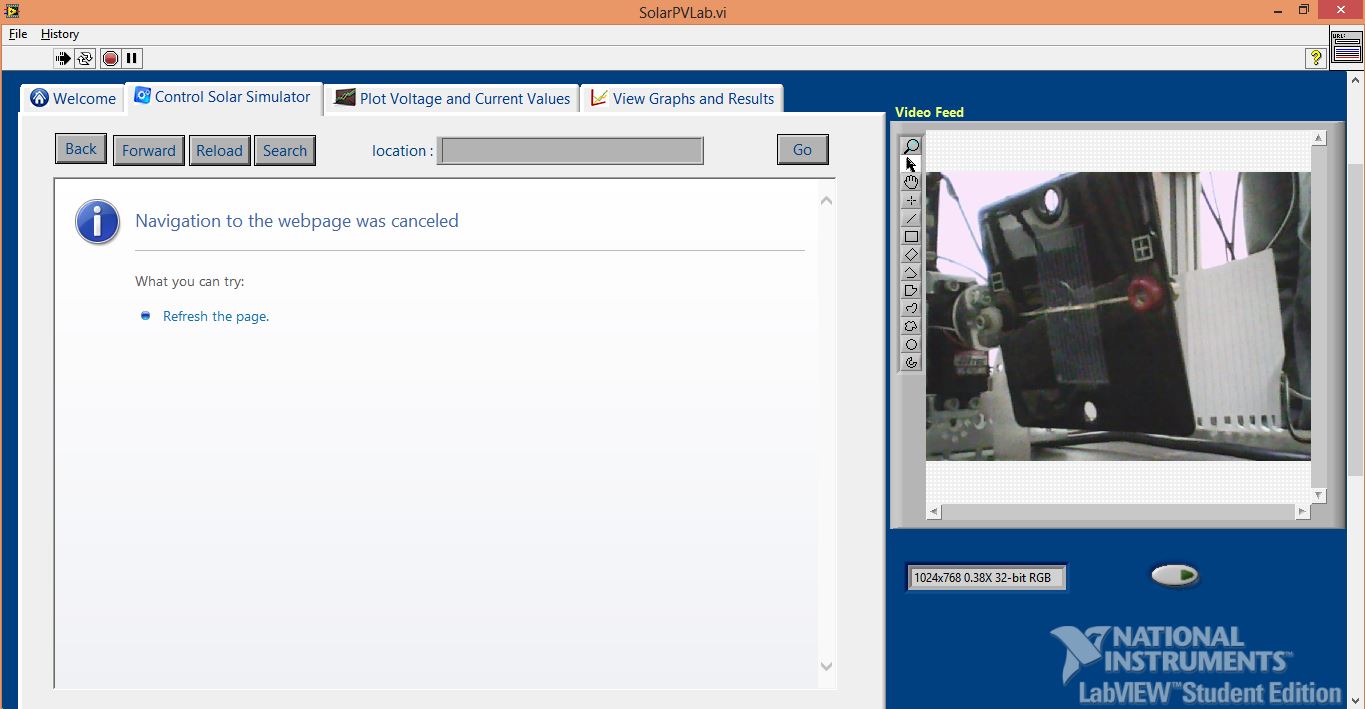 SolarPVLab.vi
File History
URL:
Welcome Control Solar Simulator Plot Voltage and Current Values View Graphs and Results
Video Feed
Back Forward Reload Search location : Go
Navigation to the webpage was canceled
What you can try:
Refresh the page.
1024x768 0.38X 32-bit RGB
NATIONAL
INSTRUMENTS™
LabVIEW™ Student Edition